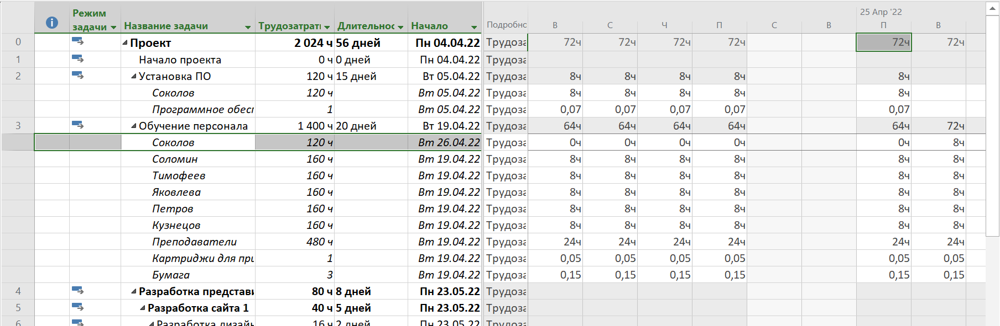 Режим задачи Название задачи Трудозатрат Длительнос Начало Подробно 25 Апр '22
В С Ч П С В П В
0 Проект 2 024 ч 56 дней Пн 04.04.22 Трудоза 72ч 72ч 72ч 72ч 72ч 72ч
1 Начало проекта 0 ч 0 дней Пн 04.04.22 Трудоза
2 Установка ПО 120 ч 15 дней Вт 05.04.22 Трудоза 8ч 8ч 8ч 8ч 8ч
Соколов 120 ч Вт 05.04.22 Трудоза 8ч 8ч 8ч 8ч 8ч
Программное обесп 1 Вт 05.04.22 Трудоза 0,07 0,07 0,07 0,07 0,07
3 Обучение персонала 1 400 ч 20 дней Вт 19.04.22 Трудоза 64ч 64ч 64ч 64ч 64ч 72ч
Соколов 120 ч Вт 26.04.22 Трудоза 0ч 0ч 0ч 0ч 0ч 8ч
Соломин 160 ч Вт 19.04.22 Трудоза 8ч 8ч 8ч 8ч 8ч 8ч
Тимофеев 160 ч Вт 19.04.22 Трудоза 8ч 8ч 8ч 8ч 8ч 8ч
Яковлева 160 ч Вт 19.04.22 Трудоза 8ч 8ч 8ч 8ч 8ч 8ч
Петров 160 ч Вт 19.04.22 Трудоза 8ч 8ч 8ч 8ч 8ч 8ч
Кузнецов 160 ч Вт 19.04.22 Трудоза 8ч 8ч 8ч 8ч 8ч 8ч
Преподаватели 480 ч Вт 19.04.22 Трудоза 24ч 24ч 24ч 24ч 24ч 24ч
Картриджи для при 1 Вт 19.04.22 Трудоза 0,05 0,05 0,05 0,05 0,05 0,05
Бумага 3 Вт 19.04.22 Трудоза 0,15 0,15 0,15 0,15 0,15 0,15
4 Разработка представи 80 ч 8 дней Пн 23.05.22 Трудоза
5 Разработка сайта 1 40 ч 5 дней Пн 23.05.22 Трудоза
6 Разработка дизайн 16 ч 2 дней Пн 23.05.22 Трудоза